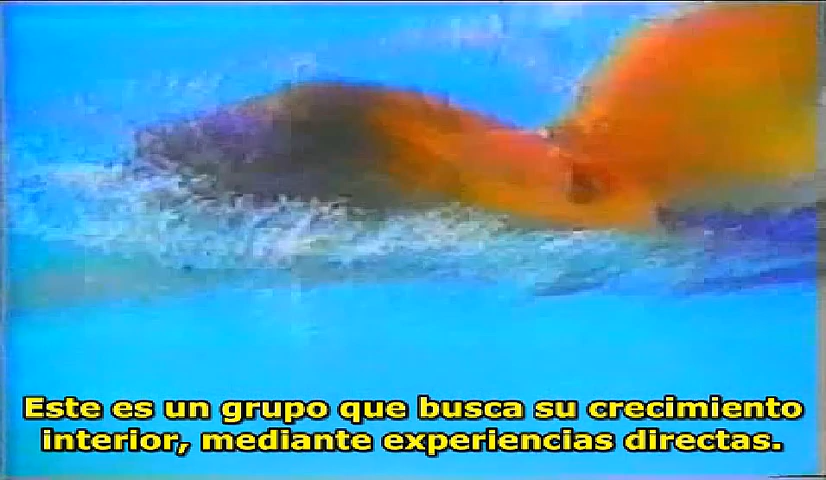 Este es un grupo que busca su crecimiento
interior, mediante experiencias directas.